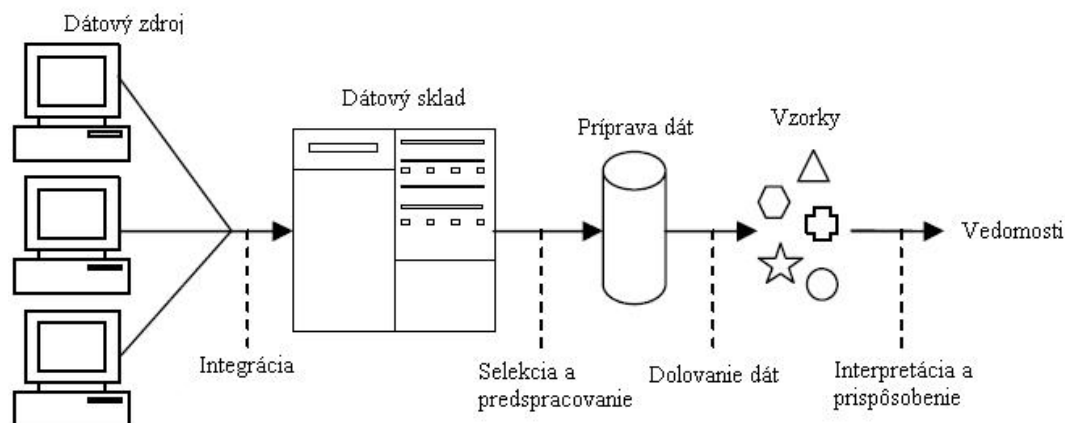 Dátový zdroj
Dátový sklad
Príprava dát
Vzorky
Vedomosti
Integrácia
Selekcia a
predspracovanie
Dolovanie dát
Interpretácia a
prispôsobenie